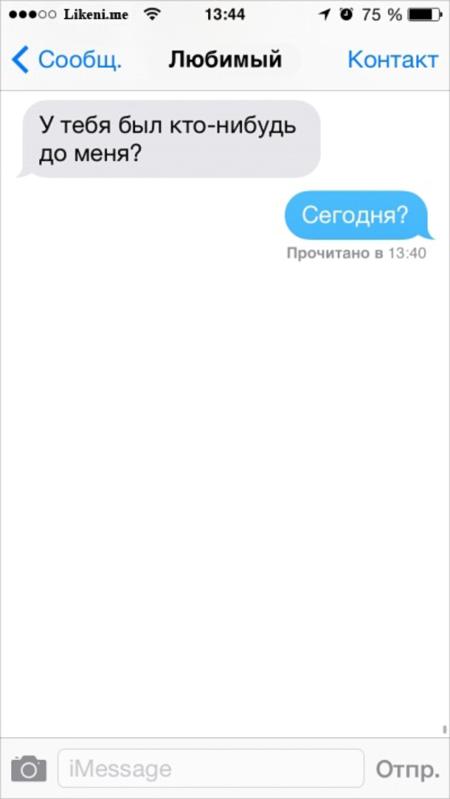 Likeni.me 13:44 75 %
Сообщ. Любимый Контакт
У тебя был кто-нибудь
до меня?
Сегодня?
Прочитано в 13:40
iMessage Отпр.